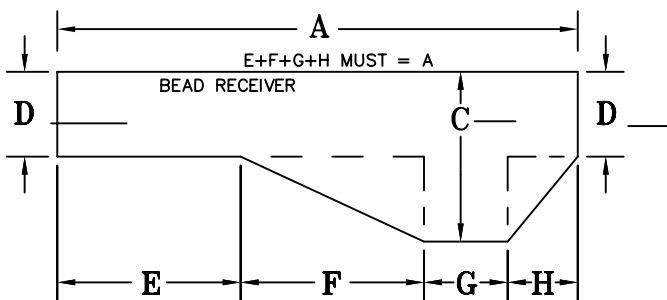 A
E+F+G+H MUST = A
BEAD RECEIVER
D C D
E F G H